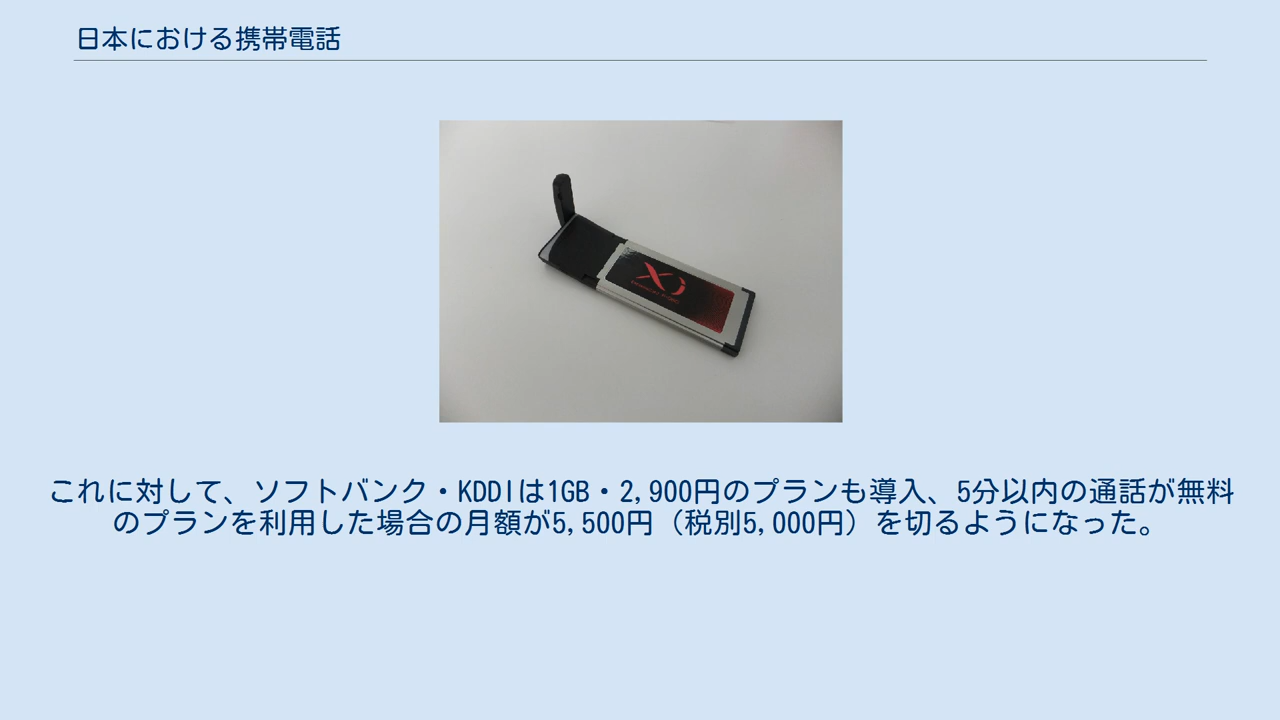 日本における携帯電話
Xi
これに対して、ソフトバンク・KDDIは1GB・2,900円のプランも導入、5分以内の通話が無料
のプランを利用した場合の月額が5,500円（税別5,000円）を切るようになった。